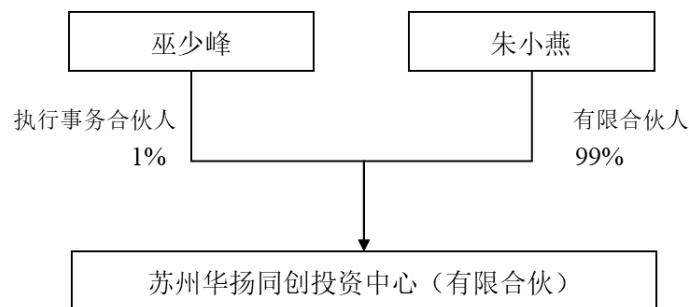 巫少峰
朱小燕
执行事务合伙人
1%
有限合伙人
99%
苏州华扬同创投资中心（有限合伙）